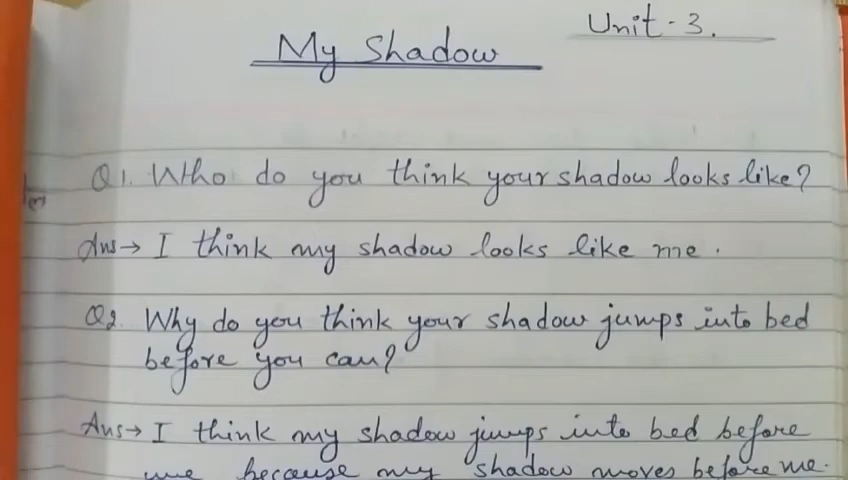 Unit - 3.
My Shadow
Q1. Who do you think your shadow looks like?
Ans → I think my shadow looks like me.
Q2. Why do you think your shadow jumps into bed
before you can?
Ans → I think my shadow jumps into bed before
me because my shadow moves before me.